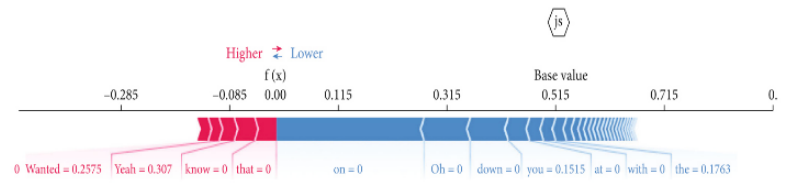 js
Higher Lower
f (x) Base value
−0.285 −0.085 0.00 0.115 0.315 0.515 0.715 0.
0 Wanted = 0.2575 Yeah = 0.307 know = 0 that = 0 on = 0 Oh = 0 down = 0 you = 0.1515 at = 0 with = 0 the = 0.1763